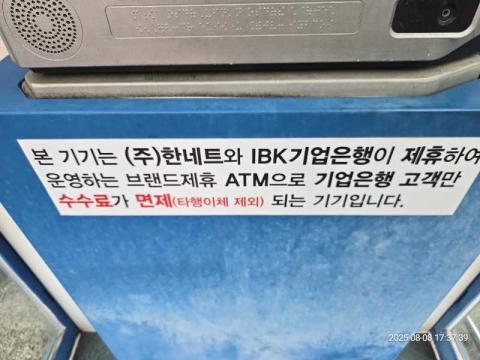 본 기기는 (주)한네트와 IBK기업은행이 제휴하여
운영하는 브랜드제휴 ATM으로 기업은행 고객만
수수료가 면제(타행이체 제외) 되는 기기입니다.
2025-08-08 17:37:39